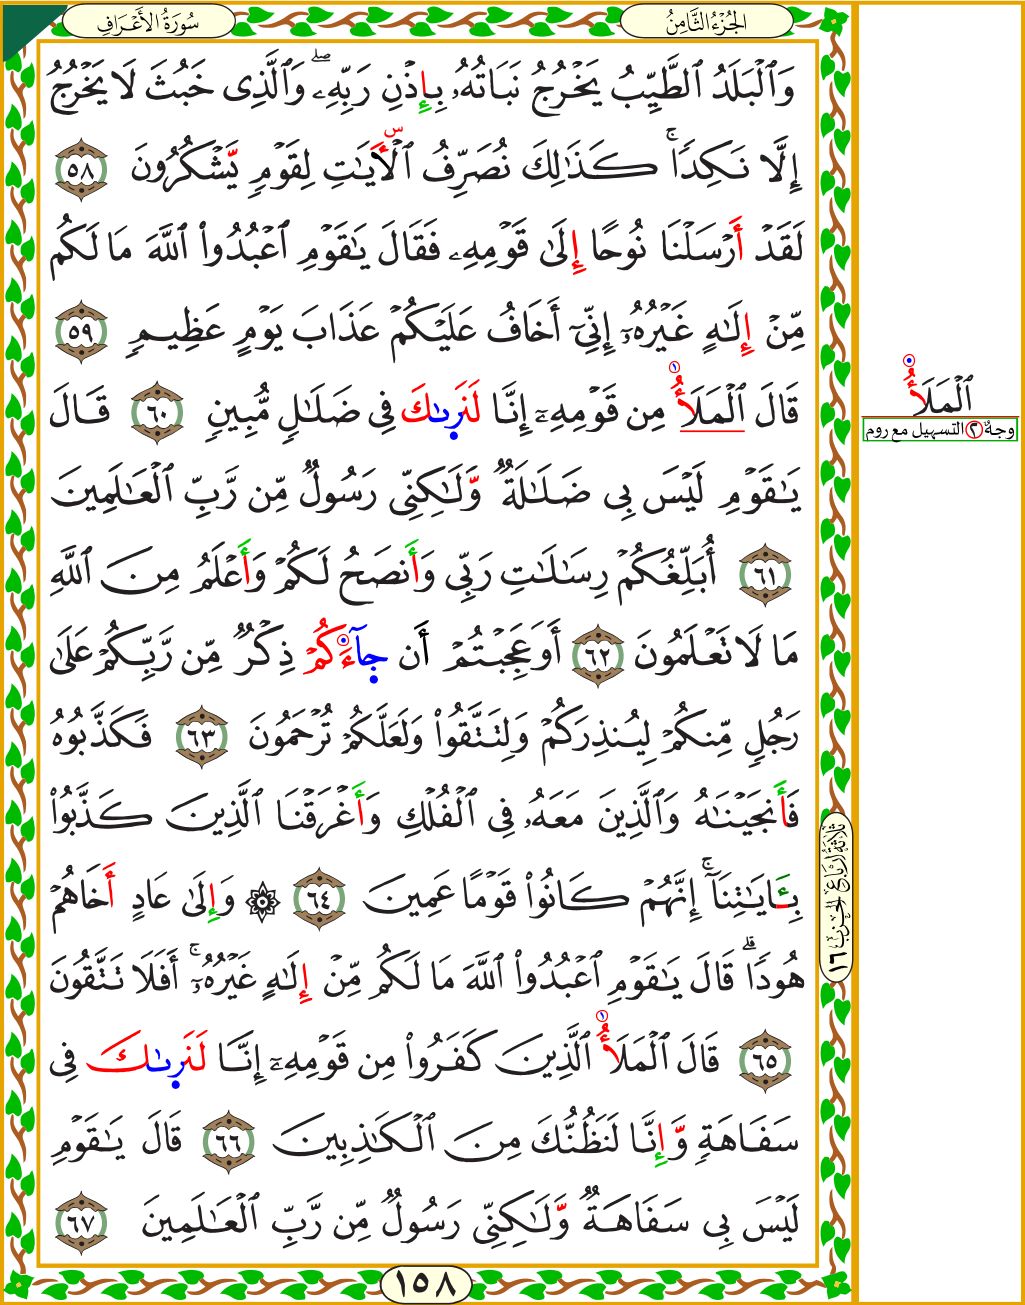 سُورَةُ الأَعْرَافِ
الجُزْءُ الثَّامِنُ
وَٱلۡبَلَدُ ٱلطَّيِّبُ يَخۡرُجُ نَبَاتُهُۥ بِإِذۡنِ رَبِّهِۦۖ وَٱلَّذِى خَبُثَ لَا يَخۡرُجُ
إِلَّا نَكِدٗاۚ كَذَٰلِكَ نُصَرِّفُ ٱلۡأٓيَٰتِ لِقَوۡمٖ يَّشۡكُرُونَ ٥٨
لَقَدۡ أَرۡسَلۡنَا نُوحًا إِلَىٰ قَوۡمِهِۦ فَقَالَ يَٰقَوۡمِ ٱعۡبُدُواْ ٱللَّهَ مَا لَكُم
مِّنۡ إِلَٰهٍ غَيۡرُهُۥٓ إِنِّىٓ أَخَافُ عَلَيۡكُمۡ عَذَابَ يَوۡمٍ عَظِيمٖ ٥٩
قَالَ ٱلۡمَلَأُ مِن قَوۡمِهِۦٓ إِنَّا لَنَرىٰكَ فِى ضَلَٰلٖ مُّبِينٖ ٦٠ قَالَ
يَٰقَوۡمِ لَيۡسَ بِى ضَلَٰلَةٞ وَّلَٰكِنِّى رَسُولٞ مِّن رَّبِّ ٱلۡعَٰلَمِينَ
٦١ أُبَلِّغُكُمۡ رِسَٰلَٰتِ رَبِّى وَأَنصَحُ لَكُمۡ وَأَعۡلَمُ مِنَ ٱللَّهِ
مَا لَا تَعۡلَمُونَ ٦٢ أَوَعَجِبۡتُمۡ أَن جَآءَكُمۡ ذِكۡرٞ مِّن رَّبِّكُمۡ عَلَىٰ
رَجُلٖ مِّنكُمۡ لِيُنذِرَكُمۡ وَلِتَتَّقُواْ وَلَعَلَّكُمۡ تُرۡحَمُونَ ٦٣ فَكَذَّبُوهُ
فَأَنجَيۡنَٰهُ وَٱلَّذِينَ مَعَهُۥ فِى ٱلۡفُلۡكِ وَأَغۡرَقۡنَا ٱلَّذِينَ كَذَّبُواْ
بِـَٔايَٰتِنَآۚ إِنَّهُمۡ كَانُواْ قَوۡمًا عَمِينَ ٦٤ ۞ وَإِلَىٰ عَادٍ أَخَاهُمۡ
هُودٗاۗ قَالَ يَٰقَوۡمِ ٱعۡبُدُواْ ٱللَّهَ مَا لَكُم مِّنۡ إِلَٰهٍ غَيۡرُهُۥٓۚ أَفَلَا تَتَّقُونَ
٦٥ قَالَ ٱلۡمَلَأُ ٱلَّذِينَ كَفَرُواْ مِن قَوۡمِهِۦٓ إِنَّا لَنَرىٰكَ فِى
سَفَاهَةٖ وَّإِنَّا لَنَظُنُّكَ مِنَ ٱلۡكَٰذِبِينَ ٦٦ قَالَ يَٰقَوۡمِ
لَيۡسَ بِى سَفَاهَةٞ وَّلَٰكِنِّى رَسُولٞ مِّن رَّبِّ ٱلۡعَٰلَمِينَ ٦٧
١٥٨
ٱلۡمَلَأُ
وجهٌ ٢ التسهيل مع روم
ثلاثة أرباع الحزب ١٦